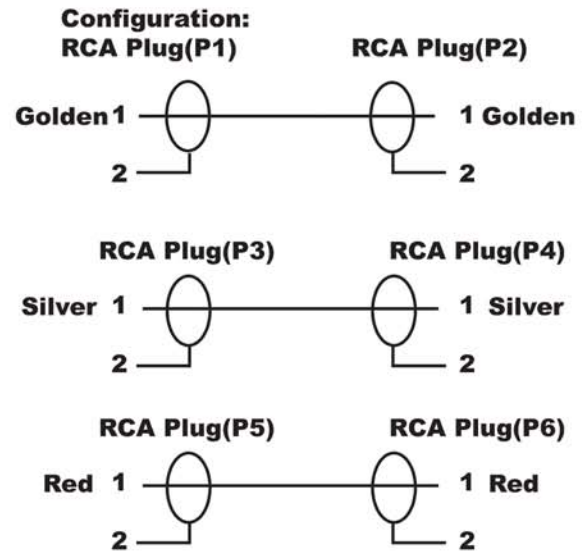 Configuration:
RCA Plug(P1) RCA Plug(P2)
Golden 1 1 Golden
2 2
RCA Plug(P3) RCA Plug(P4)
Silver 1 1 Silver
2 2
RCA Plug(P5) RCA Plug(P6)
Red 1 1 Red
2 2